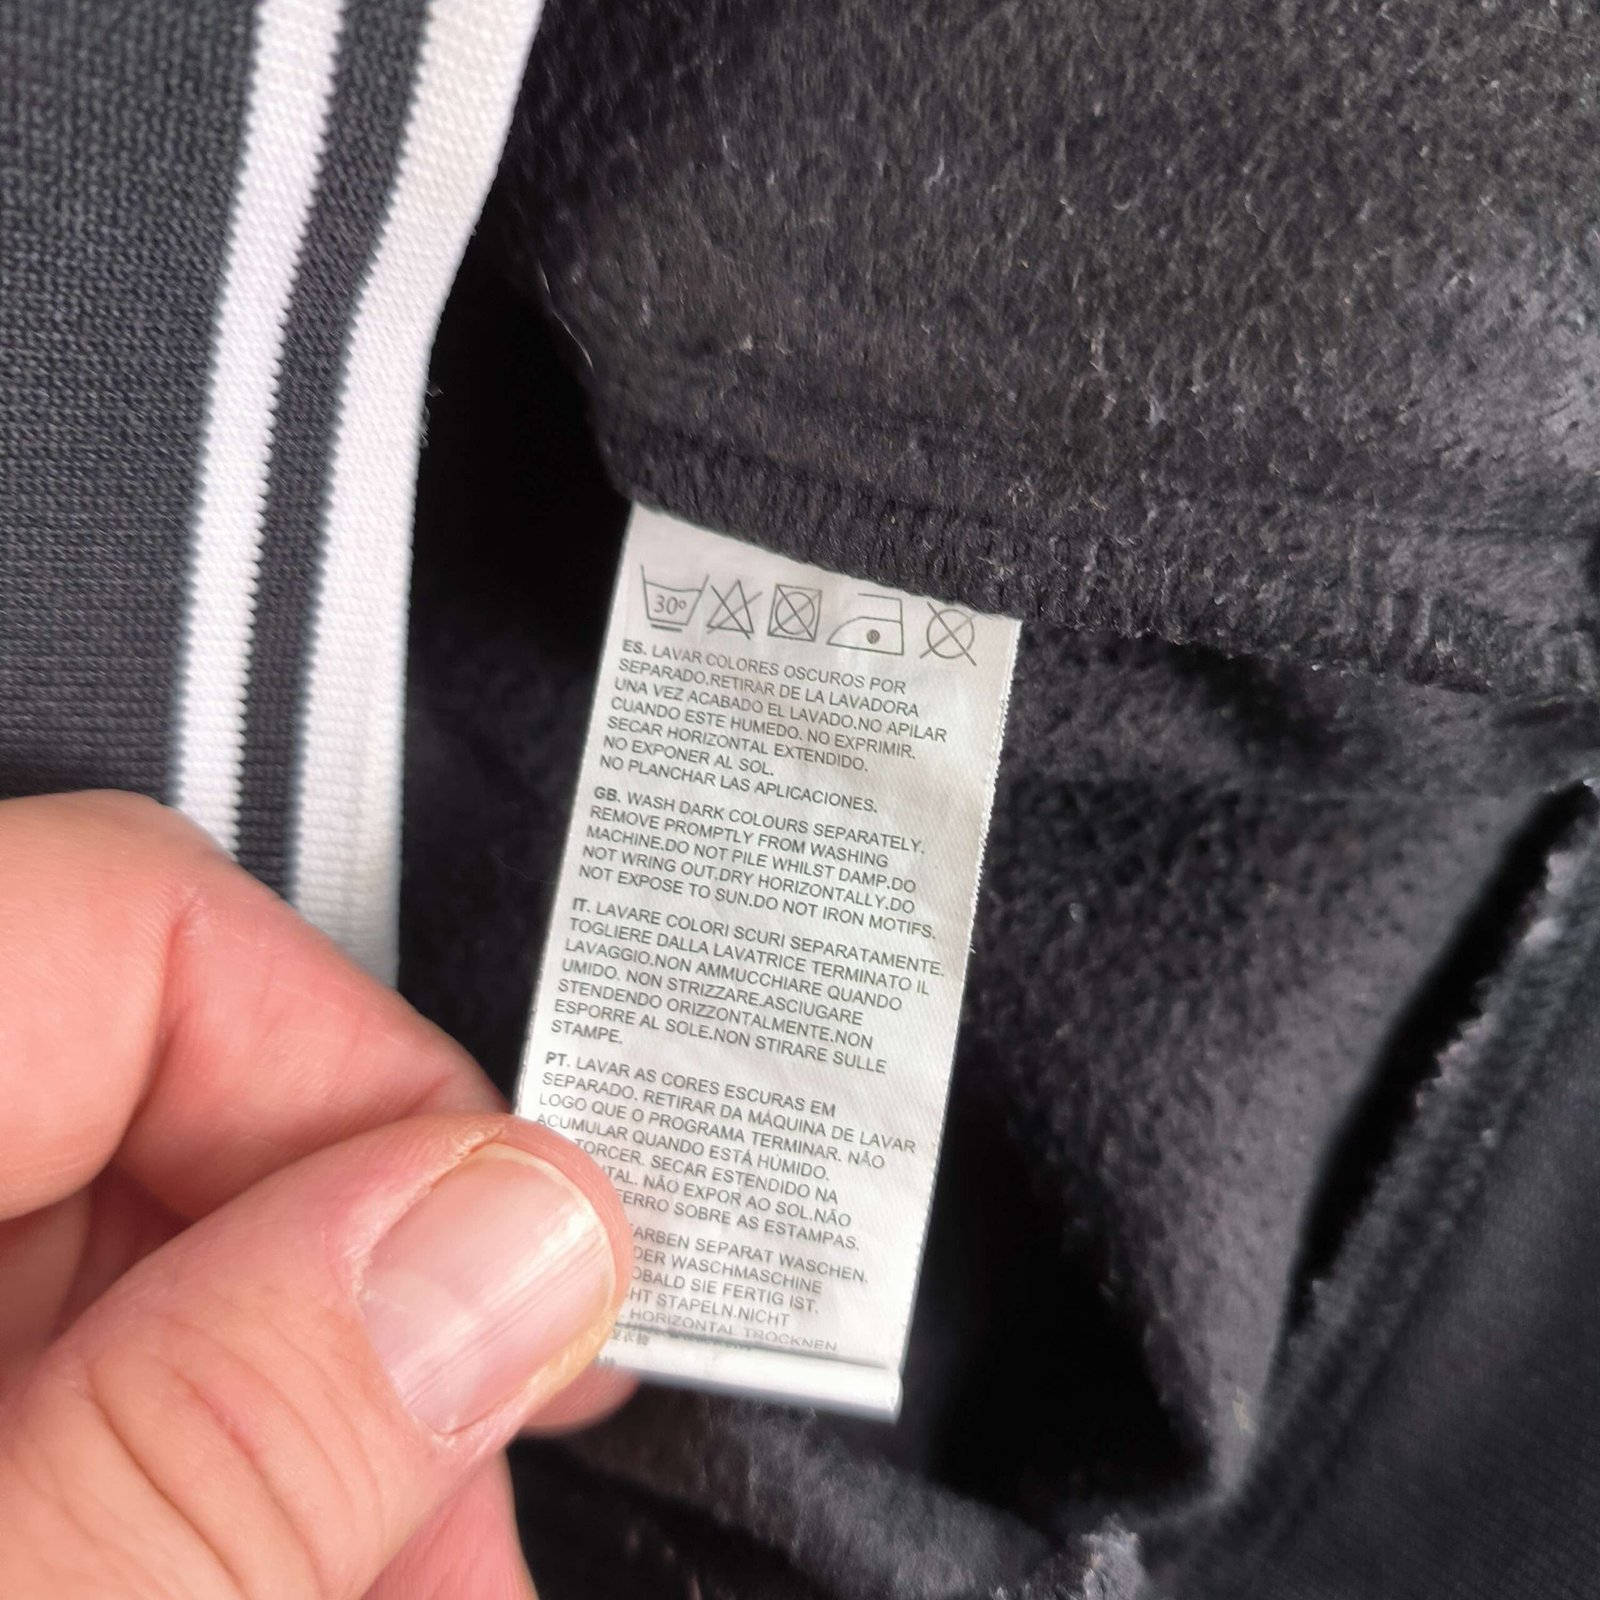 30º
ES. LAVAR COLORES OSCUROS POR
SEPARADO.RETIRAR DE LA LAVADORA
UNA VEZ ACABADO EL LAVADO.NO APILAR
CUANDO ESTE HUMEDO. NO EXPRIMIR.
SECAR HORIZONTAL EXTENDIDO.
NO EXPONER AL SOL.
NO PLANCHAR LAS APLICACIONES.
GB. WASH DARK COLOURS SEPARATELY.
REMOVE PROMPTLY FROM WASHING
MACHINE.DO NOT PILE WHILST DAMP.DO
NOT WRING OUT.DRY HORIZONTALLY.DO
NOT EXPOSE TO SUN.DO NOT IRON MOTIFS.
IT. LAVARE COLORI SCURI SEPARATAMENTE.
TOGLIERE DALLA LAVATRICE TERMINATO IL
LAVAGGIO.NON AMMUCCHIARE QUANDO
UMIDO. NON STRIZZARE.ASCIUGARE
STENDENDO ORIZZONTALMENTE.NON
ESPORRE AL SOLE.NON STIRARE SULLE
STAMPE.
PT. LAVAR AS CORES ESCURAS EM
SEPARADO. RETIRAR DA MÁQUINA DE LAVAR
LOGO QUE O PROGRAMA TERMINAR. NÃO
ACUMULAR QUANDO ESTÁ HÚMIDO.
TORCER. SECAR ESTENDIDO NA
NÃO EXPOR AO SOL.NÃO
FERRO SOBRE AS ESTAMPAS.
SEPARAT WASCHEN.
DER WASCHMASCHINE
SIE FERTIG IST.
STAPELN.NICHT
HORIZONTAL TROCKNEN